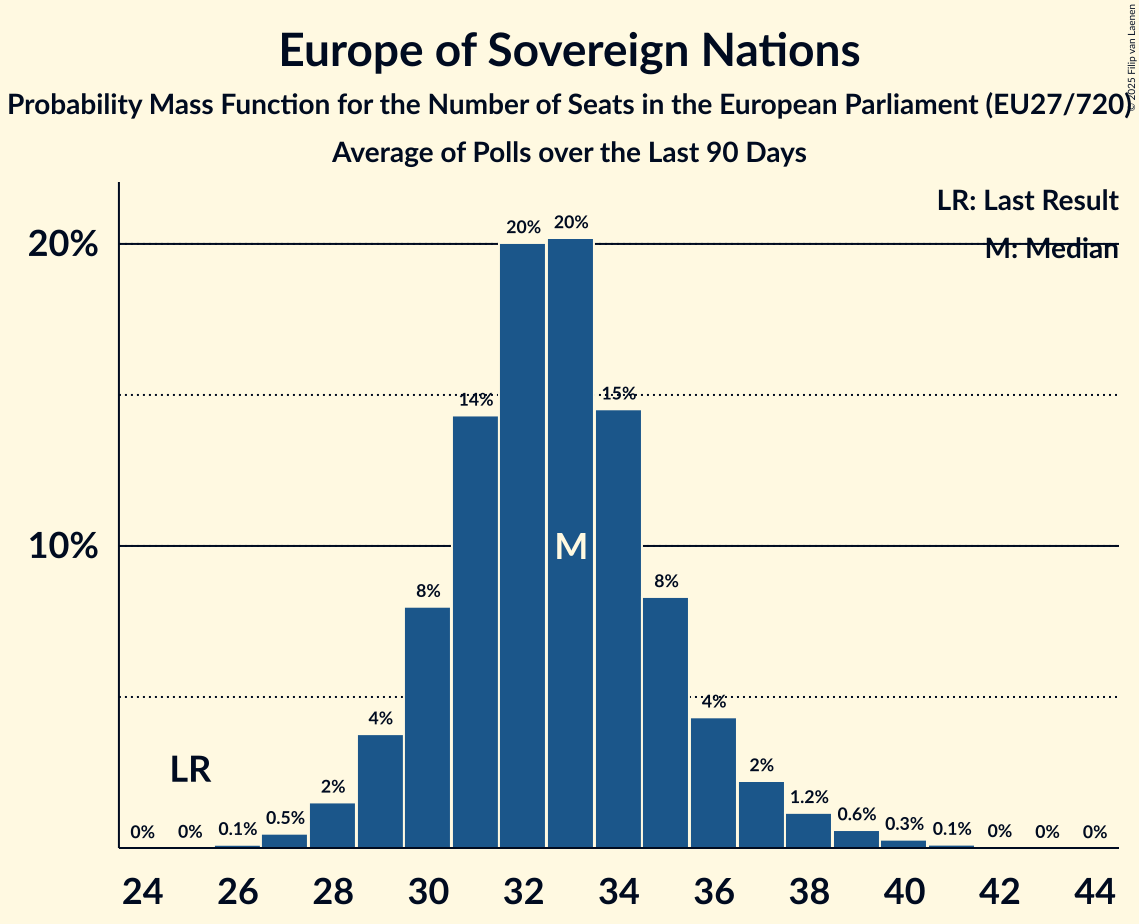 Europe of Sovereign Nations
Probability Mass Function for the Number of Seats in the European Parliament (EU27/720)
Average of Polls over the Last 90 Days
© 2025 Filip van Laenen
LR: Last Result
M: Median
20%
10%
LR
M
0%
0%
0.1%
0.5%
2%
4%
8%
14%
20%
20%
15%
8%
4%
2%
1.2%
0.6%
0.3%
0.1%
0%
0%
0%
24 26 28 30 32 34 36 38 40 42 44